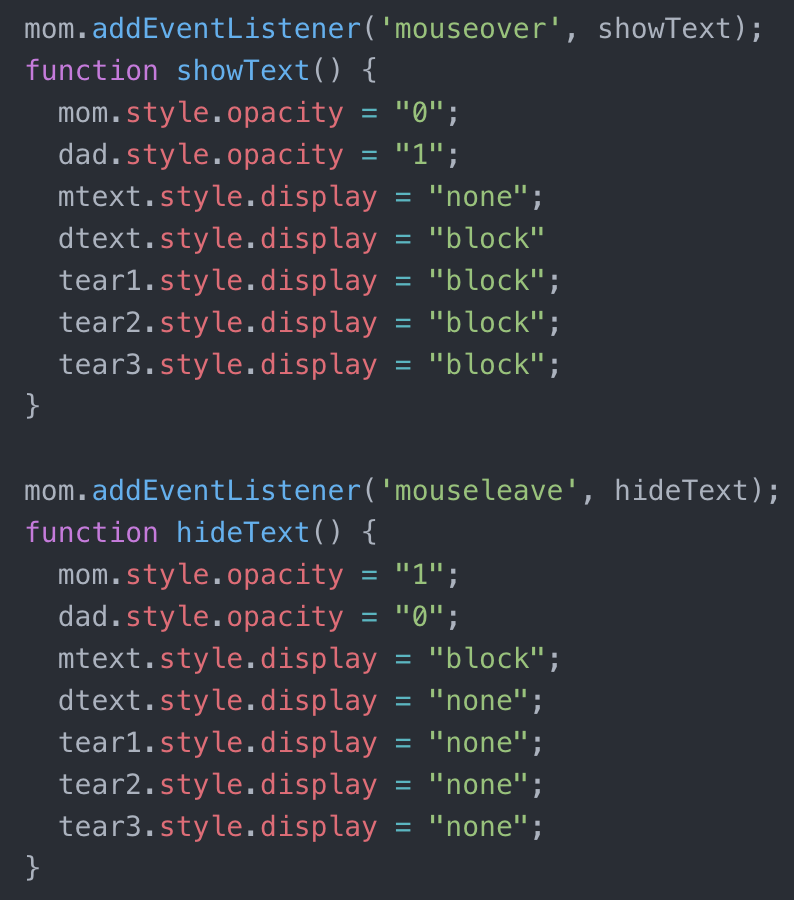 mom.addEventListener('mouseover', showText);
function showText() {
  mom.style.opacity = "0";
  dad.style.opacity = "1";
  mtext.style.display = "none";
  dtext.style.display = "block"
  tear1.style.display = "block";
  tear2.style.display = "block";
  tear3.style.display = "block";
}

mom.addEventListener('mouseleave', hideText);
function hideText() {
  mom.style.opacity = "1";
  dad.style.opacity = "0";
  mtext.style.display = "block";
  dtext.style.display = "none";
  tear1.style.display = "none";
  tear2.style.display = "none";
  tear3.style.display = "none";
}